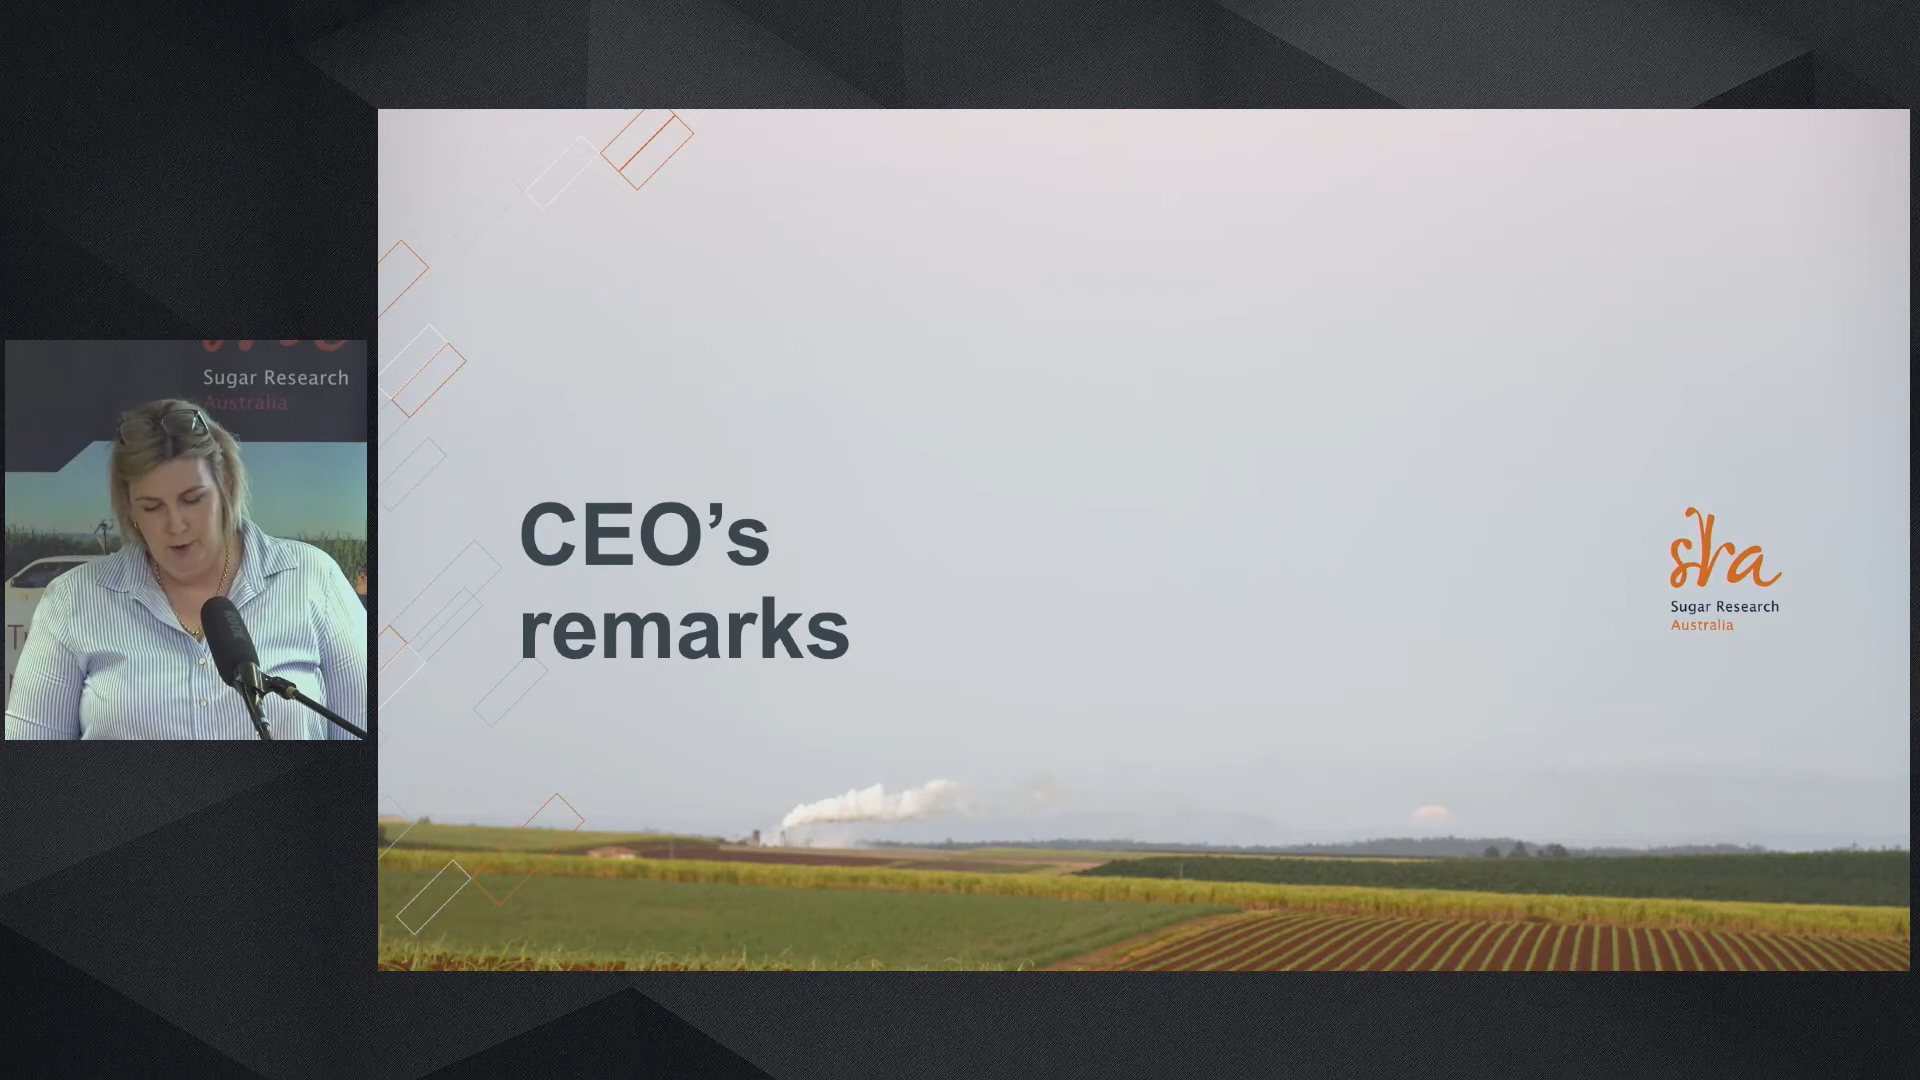 Sugar Research
Australia
CEO’s
remarks
sra
Sugar Research
Australia